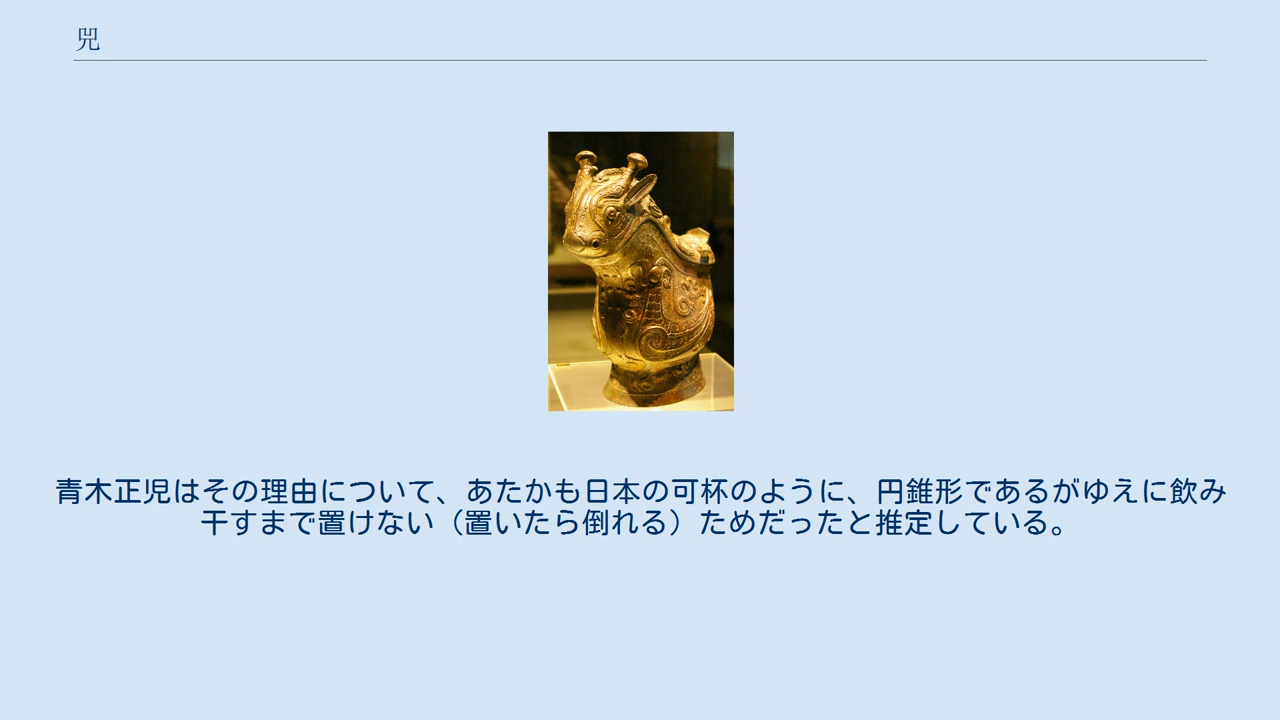 兕
青木正児はその理由について、あたかも日本の可杯のように、円錐形であるがゆえに飲み
干すまで置けない（置いたら倒れる）ためだったと推定している。